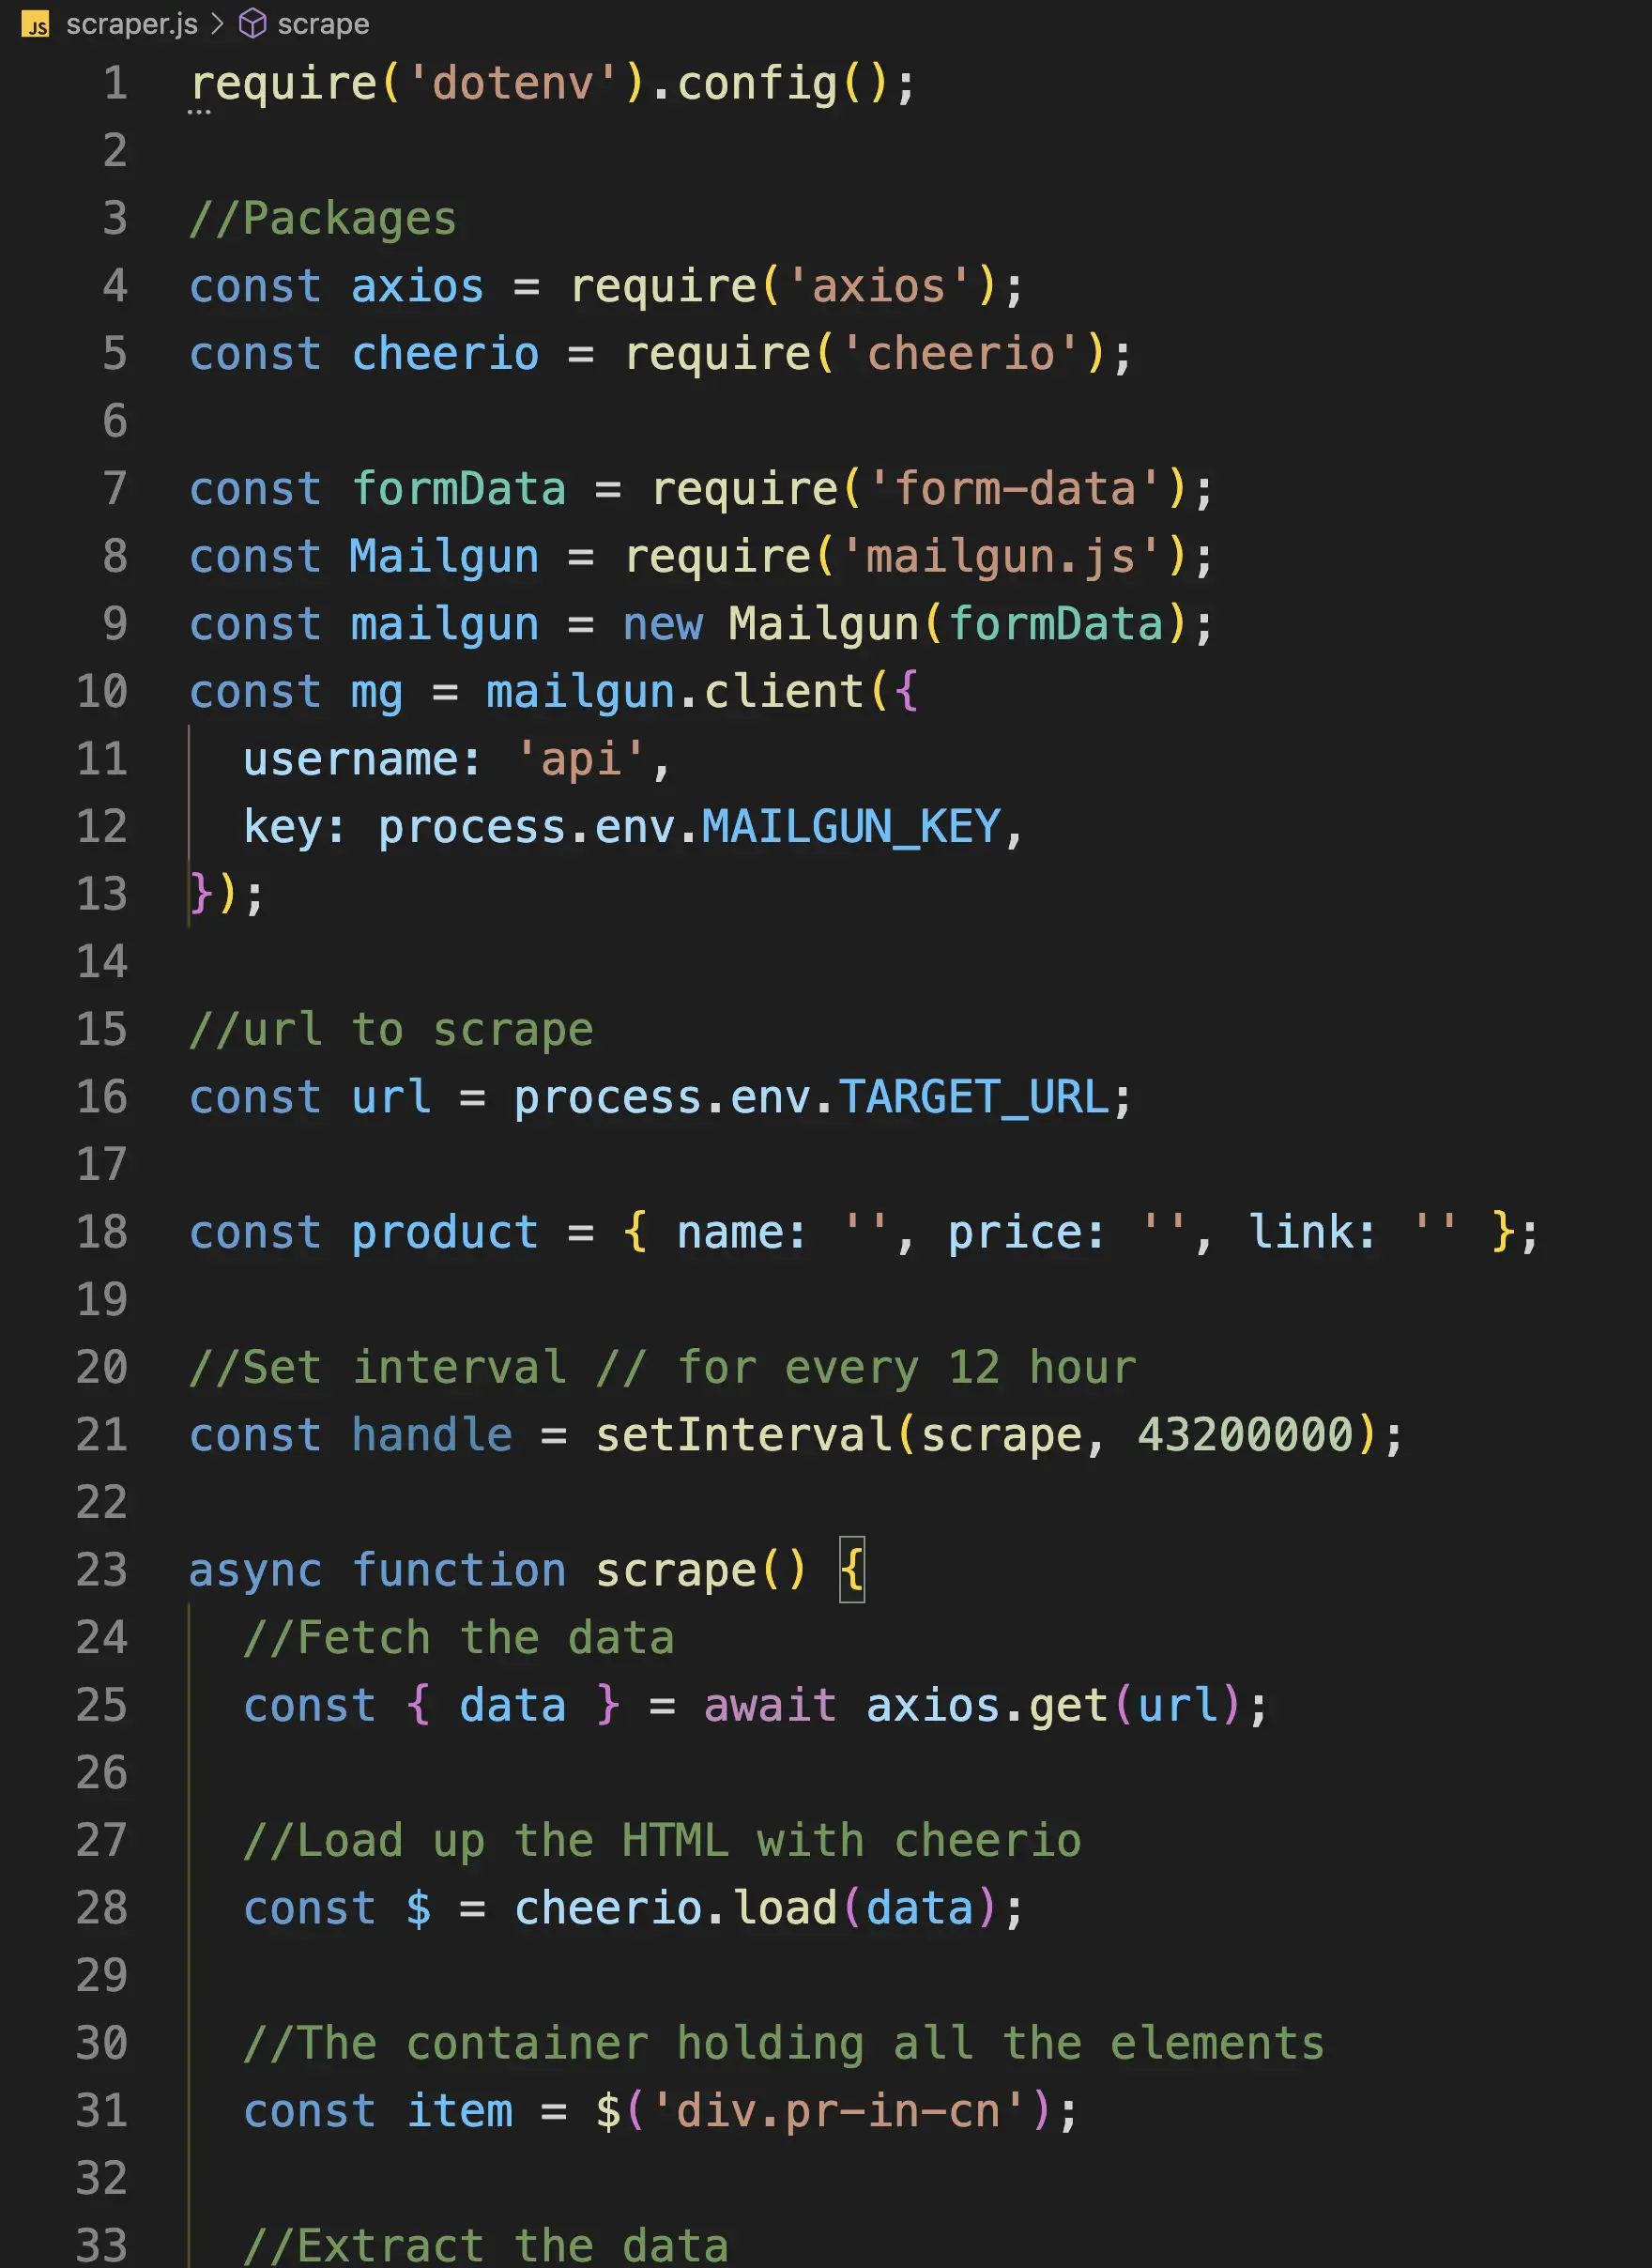 JS scraper.js > scrape
1 require('dotenv').config();
2
3 //Packages
4 const axios = require('axios');
5 const cheerio = require('cheerio');
6
7 const formData = require('form-data');
8 const Mailgun = require('mailgun.js');
9 const mailgun = new Mailgun(formData);
10 const mg = mailgun.client({
11   username: 'api',
12   key: process.env.MAILGUN_KEY,
13 });
14
15 //url to scrape
16 const url = process.env.TARGET_URL;
17
18 const product = { name: '', price: '', link: '' };
19
20 //Set interval // for every 12 hour
21 const handle = setInterval(scrape, 43200000);
22
23 async function scrape() {
24   //Fetch the data
25   const { data } = await axios.get(url);
26
27   //Load up the HTML with cheerio
28   const $ = cheerio.load(data);
29
30   //The container holding all the elements
31   const item = $('div.pr-in-cn');
32
33   //Extract the data